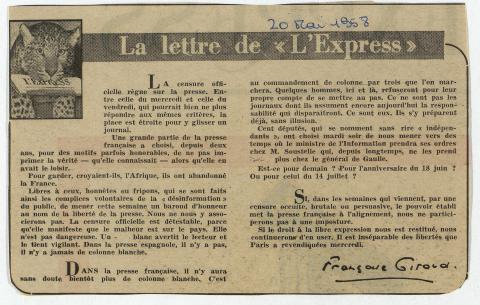 20 Mai 1958
La lettre de « L'Express »
L'EXPRESS
LA censure offi-
cielle règne sur la presse. En-
tre celle du mercredi et celle du
vendredi, qui pourrait bien ne plus
répondre aux mêmes critères, la
place est étroite pour y glisser un
journal.
Une grande partie de la presse
française a choisi, depuis deux
ans, pour des motifs parfois honorables, de ne pas im-
primer la vérité — qu'elle connaissait — alors qu'elle en
avait le loisir.
Pour garder, croyaient-ils, l'Afrique, ils ont abandonné
la France.
Libres à ceux, honnêtes ou fripons, qui se sont faits
ainsi les complices volontaires de la « désinformation »
du public, de mener cette semaine un baroud d'honneur
au nom de la liberté de la presse. Nous ne nous y asso-
cierons pas. La censure officielle est détestable, parce
qu'elle manifeste que le malheur est sur le pays. Elle
n'est pas dangereuse. Un - blanc avertit le lecteur et
le tient vigilant. Dans la presse espagnole, il n'y a pas,
il n'y a jamais de colonne blanche.
DANS la presse française, il n'y aura
sans doute bientôt plus de colonne blanche. C'est
au commandement de colonne par trois que l'on mar-
chera. Quelques hommes, ici et là, refuseront pour leur
propre compte de se mettre au pas. Ce ne sont pas les
journaux dont ils assument encore aujourd'hui la respon-
sabilité qui disparaîtront. Ce sont eux. Ils s'y préparent
déjà, sans illusion.
Cent députés, qui se nomment sans rire « indépen-
dants », ont choisi mardi soir de nous mener vers des
temps où le ministre de l'Information prendra ses ordres
chez M. Soustelle qui, depuis longtemps, ne les prend
plus chez le général de Gaulle.
Est-ce pour demain ? Pour l'anniversaire du 18 juin ?
Ou pour celui du 14 juillet ?
SI, dans les semaines qui viennent, par une
censure occulte, brutale ou persuasive, le pouvoir établi
met la presse française à l'alignement, nous ne partici-
perons pas à une imposture.
Si le droit à la libre expression nous est restitué, nous
continuerons d'en user. Il est inséparable des libertés que
Paris a revendiquées mercredi.
Françoise Giroud.